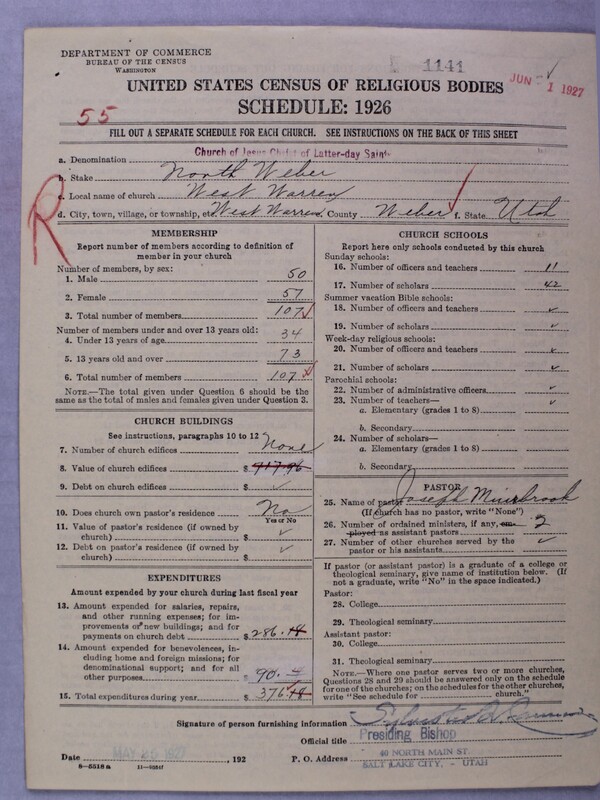 DEPARTMENT OF COMMERCE
BUREAU OF THE CENSUS
WASHINGTON
1141
JUN 1 1927
UNITED STATES CENSUS OF RELIGIOUS BODIES
SCHEDULE: 1926
55
FILL OUT A SEPARATE SCHEDULE FOR EACH CHURCH. SEE INSTRUCTIONS ON THE BACK OF THIS SHEET
a. Denomination Church of Jesus Christ of Latter-day Saints
b. Stake North Weber
c. Local name of church West Warren
d. City, town, village, or township, etc. West Warren County Weber f. State Utah
R
MEMBERSHIP
Report number of members according to definition of
member in your church
Number of members, by sex:
1. Male 50
2. Female 57
3. Total number of members 107
Number of members under and over 13 years old:
4. Under 13 years of age 34
5. 13 years old and over 73
6. Total number of members 107
NOTE.—The total given under Question 6 should be
same as the total of males and females given under Question 3.
CHURCH BUILDINGS
See instructions, paragraphs 10 to 12
7. Number of church edifices None
8. Value of church edifices $
9. Debt on church edifices $ ✓
10. Does church own pastor's residence? No
Yes or No
11. Value of pastor's residence (if owned by
church) $ ✓
12. Debt on pastor's residence (if owned by
church) $ ✓
EXPENDITURES
Amount expended by your church during last fiscal year
13. Amount expended for salaries, repairs,
and other running expenses; for im-
provements or new buildings; and for
payments on church debt $ 286.
14. Amount expended for benevolences, in-
cluding home and foreign missions; for
denominational support; and for all
other purposes 90.
15. Total expenditures during year $ 376
CHURCH SCHOOLS
Report here only schools conducted by this church
Sunday schools:
16. Number of officers and teachers 11
17. Number of scholars 42
Summer vacation Bible schools:
18. Number of officers and teachers ✓
19. Number of scholars ✓
Week-day religious schools:
20. Number of officers and teachers ✓
21. Number of scholars ✓
Parochial schools:
22. Number of administrative officers ✓
23. Number of teachers— ✓
a. Elementary (grades 1 to 8)
b. Secondary
24. Number of scholars—
a. Elementary (grades 1 to 8)
b. Secondary
PASTOR
25. Name of pastor Joseph Muirbrook
(If church has no pastor, write "None")
26. Number of ordained ministers, if any, em- 2
ployed as assistant pastors
27. Number of other churches served by the ✓
pastor or his assistants
If pastor (or assistant pastor) is a graduate of a college or
theological seminary, give name of institution below. (If
not a graduate, write "No" in the space indicated.)
Pastor:
28. College
29. Theological seminary
Assistant pastor:
30. College
31. Theological seminary
NOTE.—Where one pastor serves two or more churches,
Questions 28 and 29 should be answered only on the schedule
for one of the churches; on the schedules for the other churches,
write "See schedule for church."
Signature of person furnishing information
Official title Presiding Bishop
Date MAY 26 1927, 192 P. O. Address 40 NORTH MAIN ST.
SALT LAKE CITY, - UTAH
8—5518a